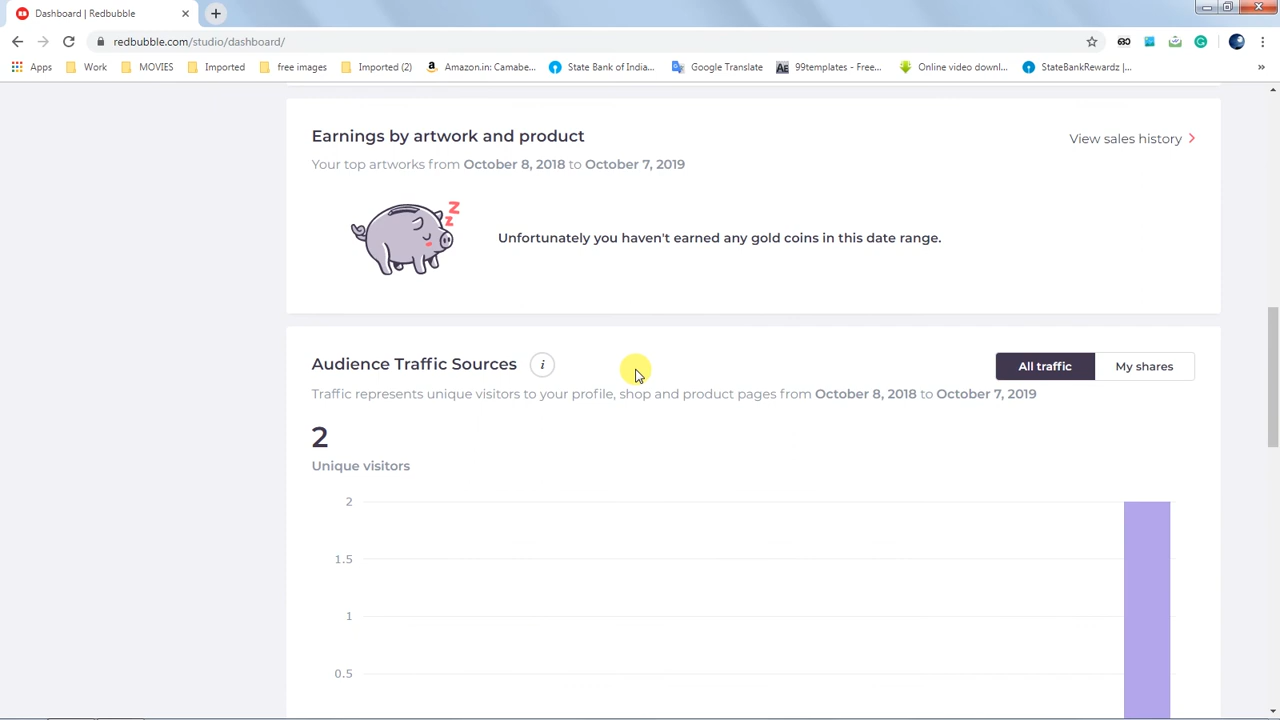 Dashboard | Redbubble
redbubble.com/studio/dashboard/
Apps Work MOVIES Imported free images Imported (2) Amazon.in: Camabe... State Bank of India... Google Translate 99templates - Free... Online video downl... StateBankRewardz |... »
Earnings by artwork and product
View sales history
Your top artworks from October 8, 2018 to October 7, 2019
z
z
Unfortunately you haven't earned any gold coins in this date range.
Audience Traffic Sources i
All traffic My shares
Traffic represents unique visitors to your profile, shop and product pages from October 8, 2018 to October 7, 2019
2
Unique visitors
2
1.5
1
0.5